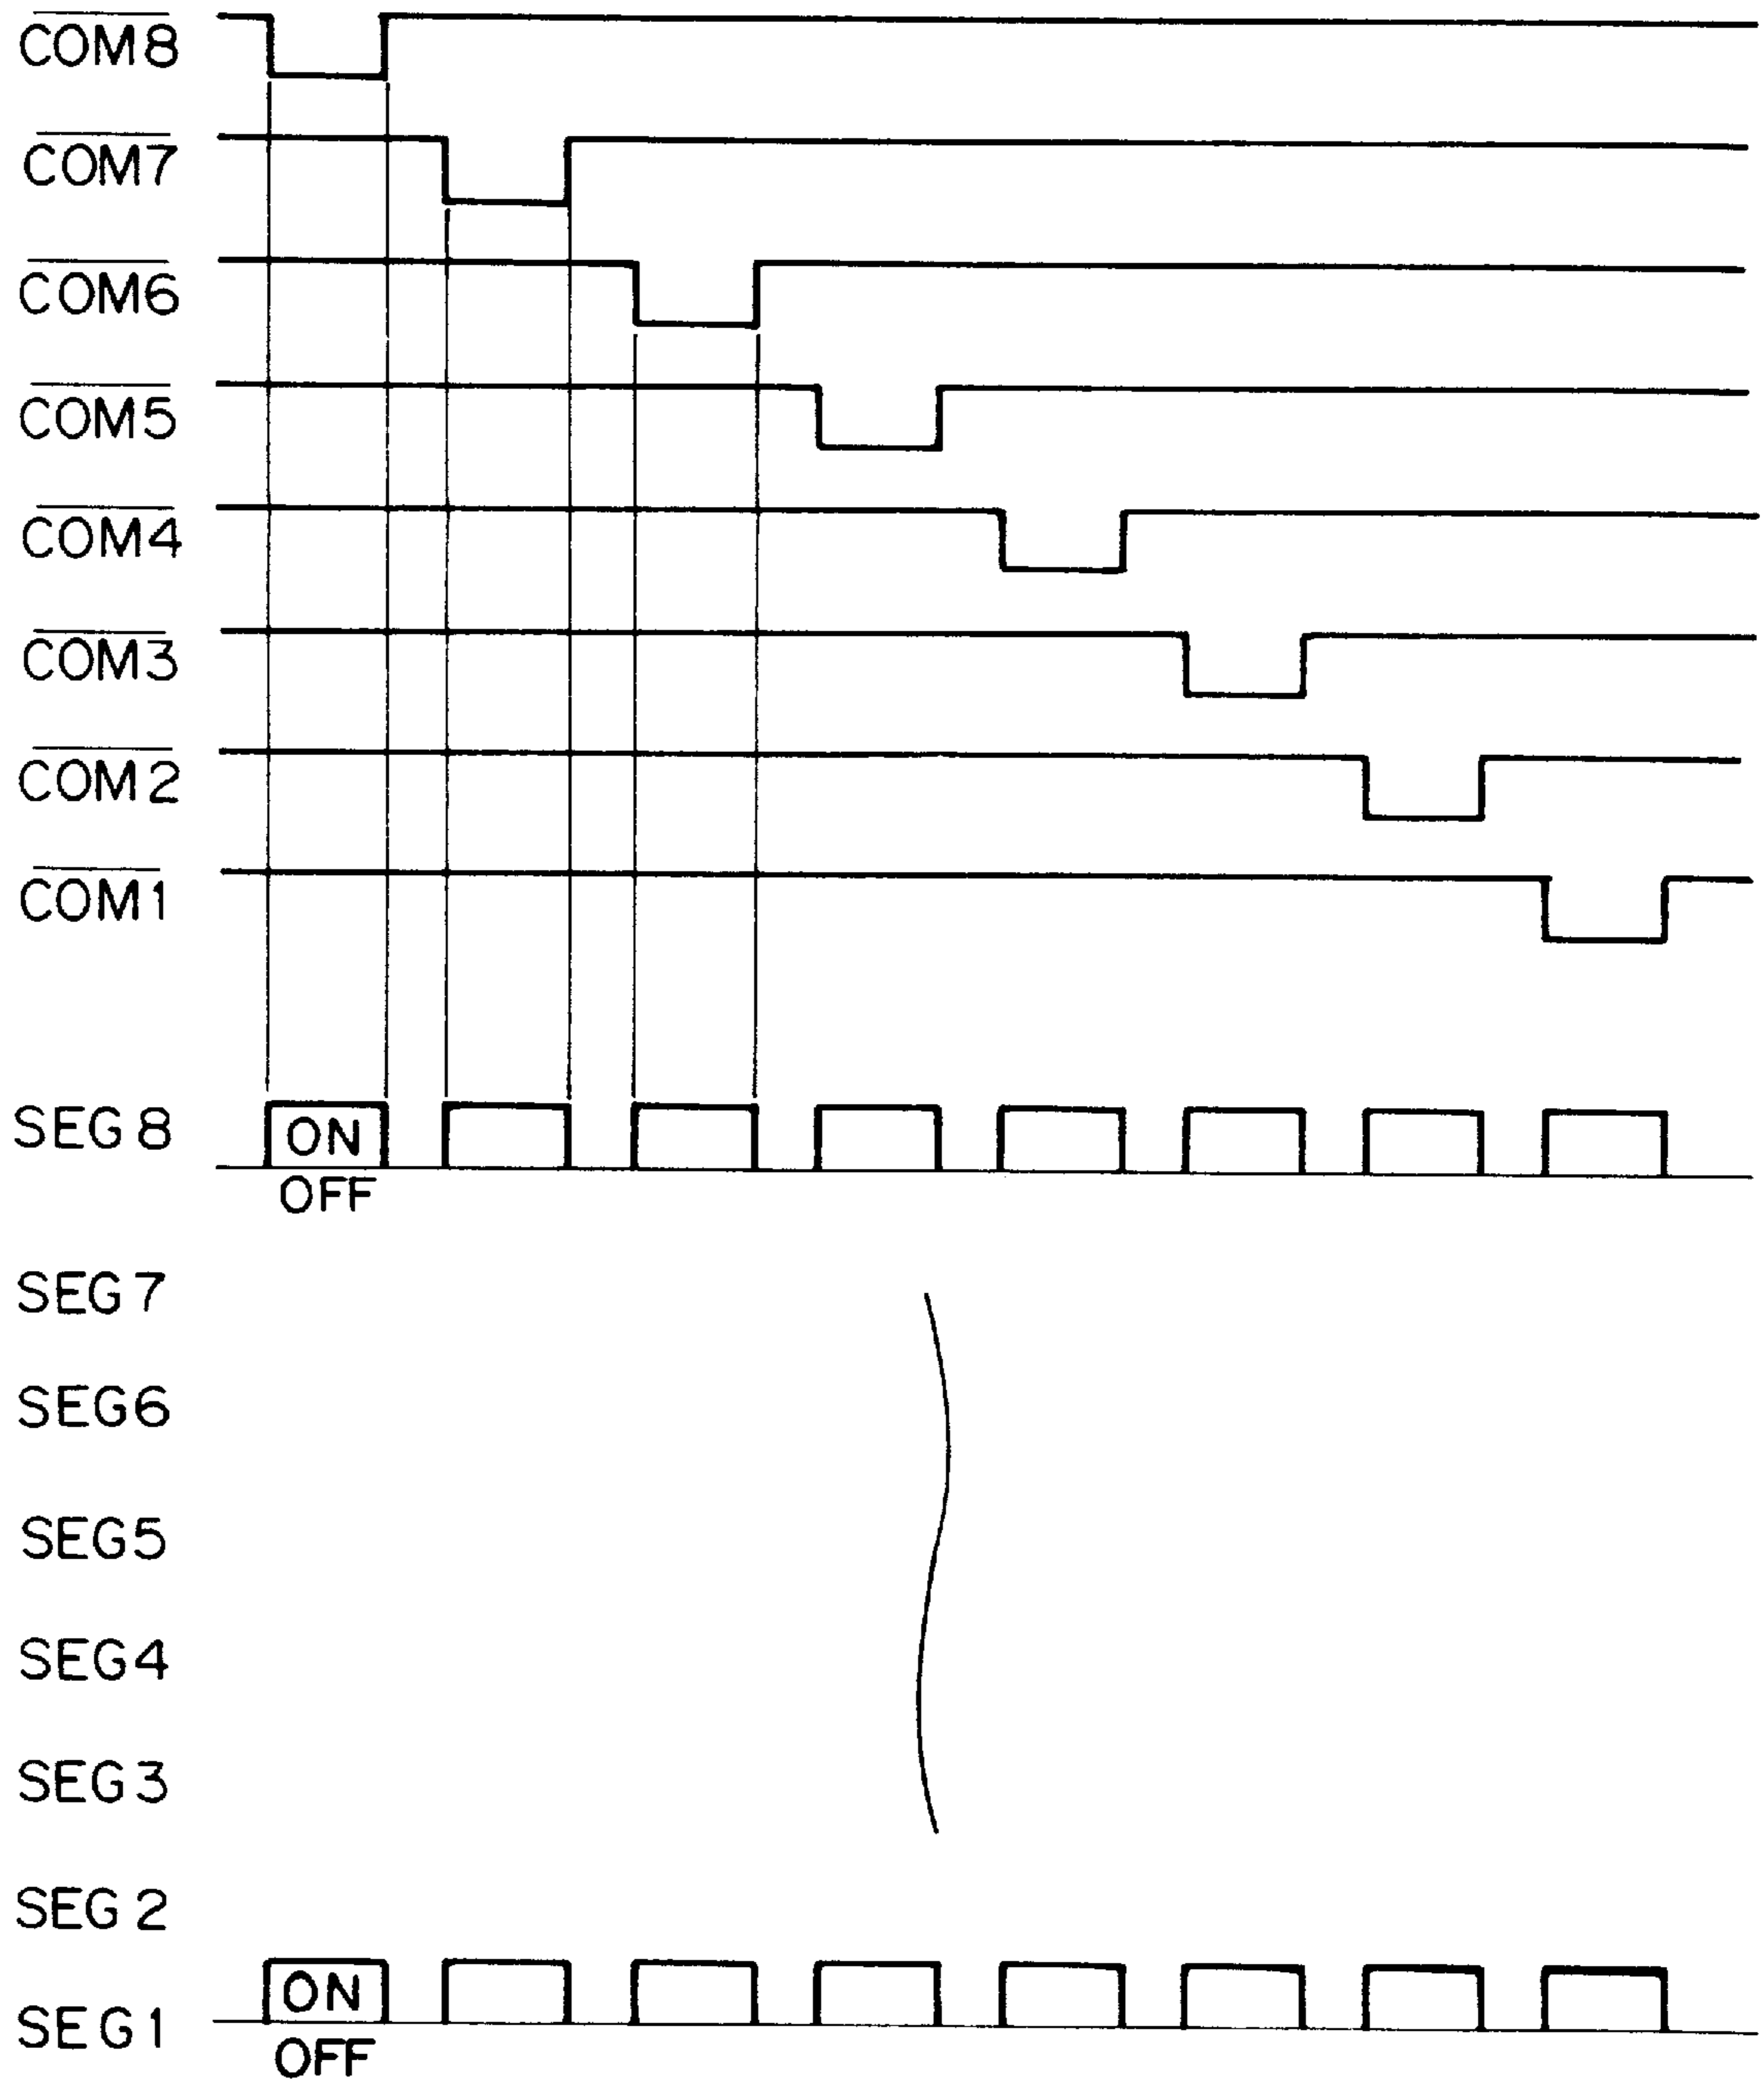 COM8
COM7
COM6
COM5
COM4
COM3
COM2
COM1
SEG8
ON
OFF
SEG7
SEG6
SEG5
SEG4
SEG3
SEG2
ON
SEG1
OFF